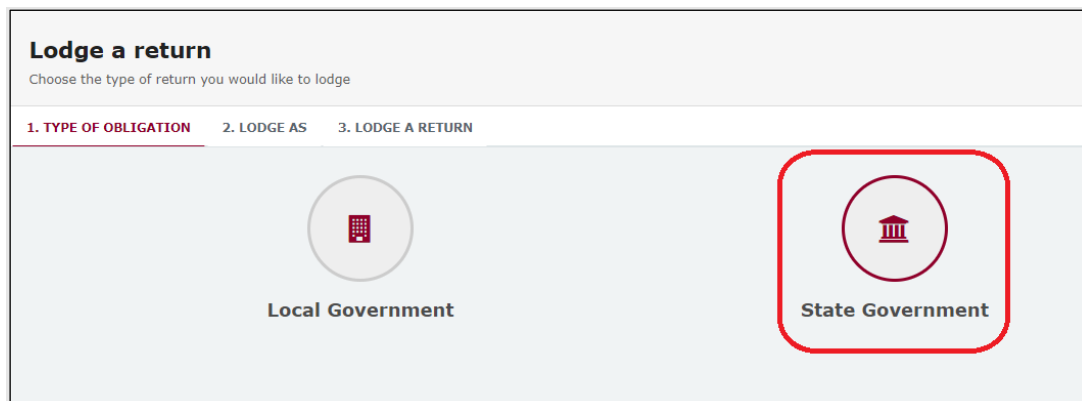 Lodge a return
Choose the type of return you would like to lodge
1. TYPE OF OBLIGATION 2. LODGE AS 3. LODGE A RETURN
Local Government State Government